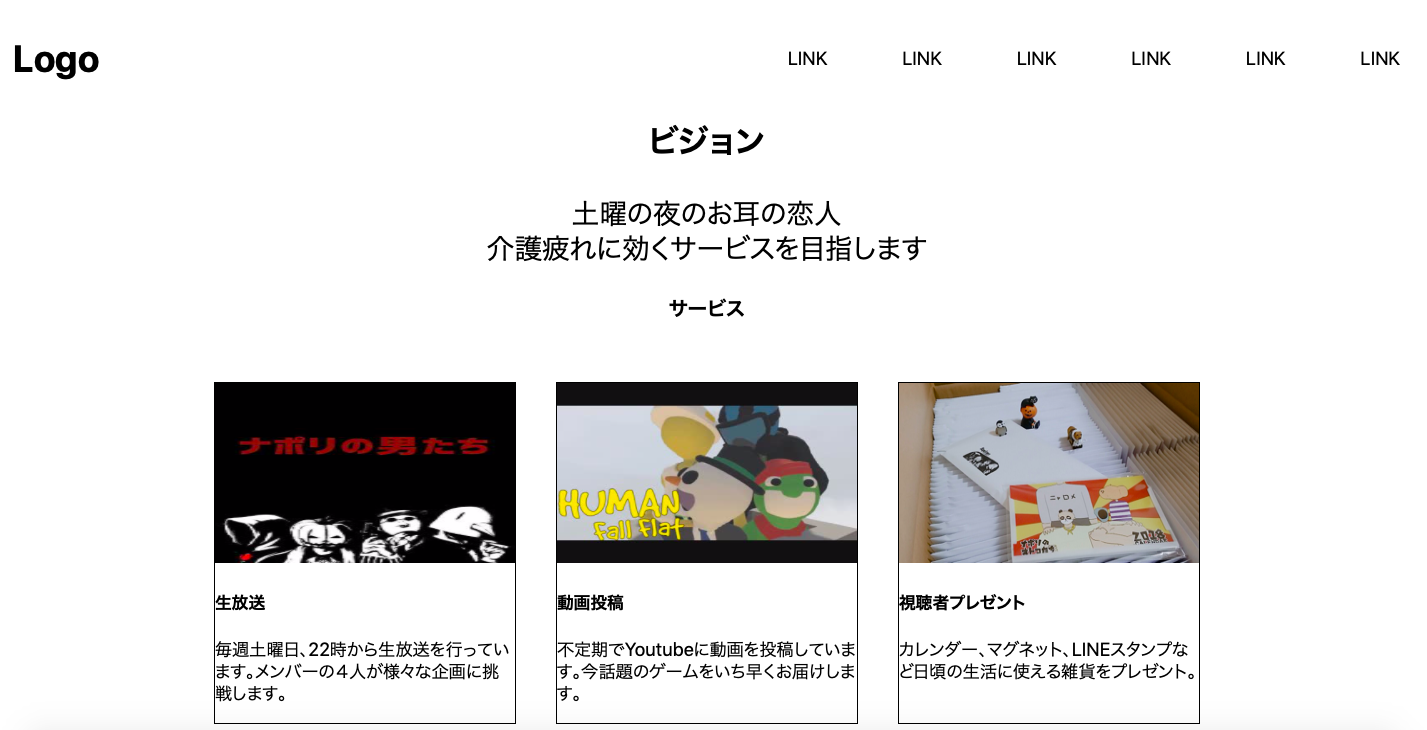 Logo
LINK LINK LINK LINK LINK LINK
ビジョン
土曜の夜のお耳の恋人
介護疲れに効くサービスを目指します
サービス
ナポリの男たち
HUMAN
fall flat
ニャロメ
生放送
毎週土曜日、22時から生放送を行ってい
ます。メンバーの４人が様々な企画に挑
戦します。
動画投稿
不定期でYoutubeに動画を投稿していま
す。今話題のゲームをいち早くお届けしま
す。
視聴者プレゼント
カレンダー、マグネット、LINEスタンプな
ど日頃の生活に使える雑貨をプレゼント。